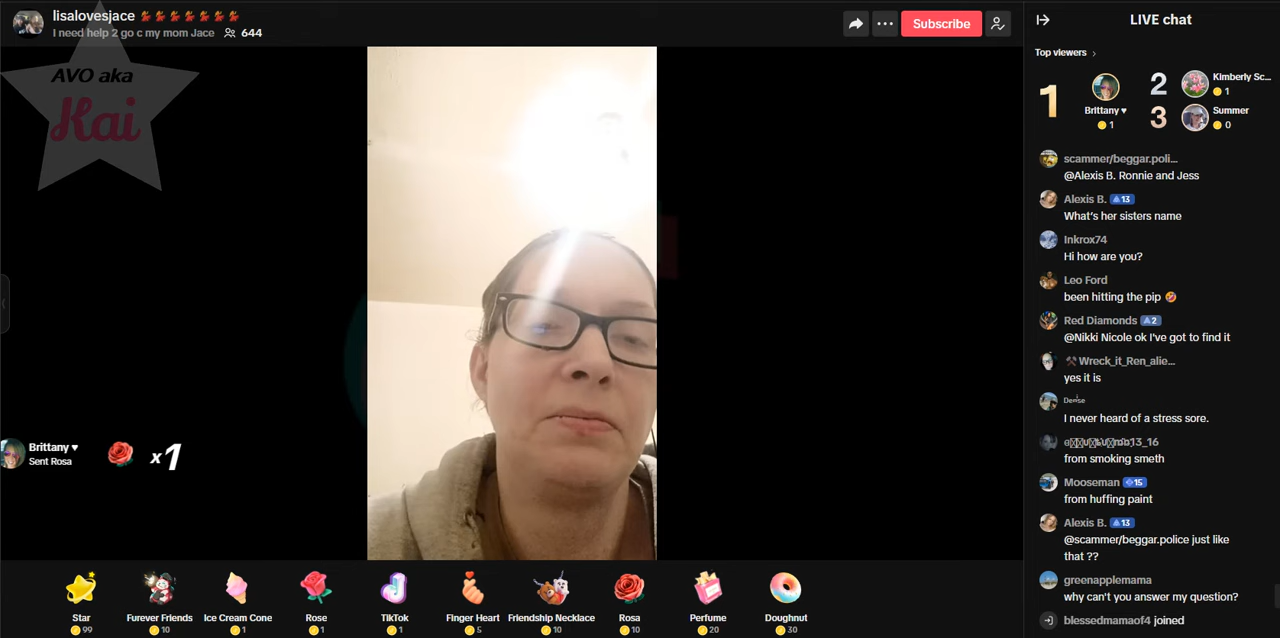 lisalovesjace
I need help 2 go c my mom Jace 644
Subscribe
AVO aka
Kai
Brittany ♥
Sent Rosa
x1
Star
99
Furever Friends
10
Ice Cream Cone
1
Rose
1
TikTok
1
Finger Heart
5
Friendship Necklace
10
Rosa
10
Perfume
20
Doughnut
30
LIVE chat
Top viewers >
1
Brittany ♥
1
2
Kimberly Sc...
1
3
Summer
0
scammer/beggar.poli...
@Alexis B. Ronnie and Jess
Alexis B. 13
What's her sisters name
Inkrox74
Hi how are you?
Leo Ford
been hitting the pip 🤣
Red Diamonds 2
@Nikki Nicole ok I've got to find it
Wreck_it_Ren_alie...
yes it is
Denise
I never heard of a stress sore.
from smoking smeth
Mooseman 15
from huffing paint
Alexis B. 13
@scammer/beggar.police just like
that ??
greenapplemama
why can't you answer my question?
blessedmamaof4 joined